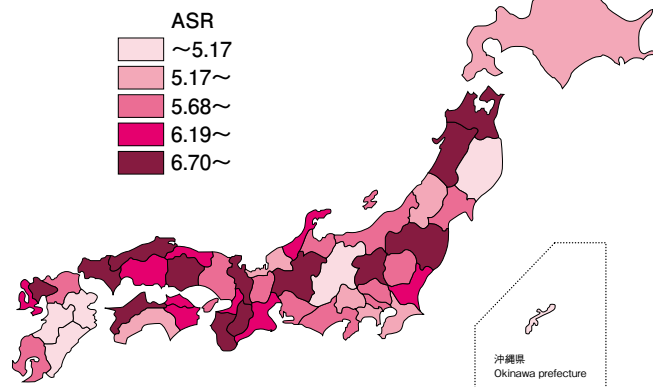 ASR
～5.17
5.17～
5.68～
6.19～
6.70～
沖縄県
Okinawa prefecture